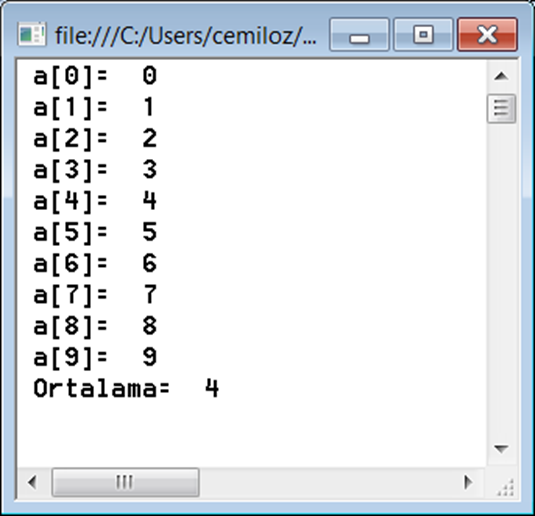 file:///C:/Users/cemiloz/...
a[0]=  0
a[1]=  1
a[2]=  2
a[3]=  3
a[4]=  4
a[5]=  5
a[6]=  6
a[7]=  7
a[8]=  8
a[9]=  9
Ortalama=  4